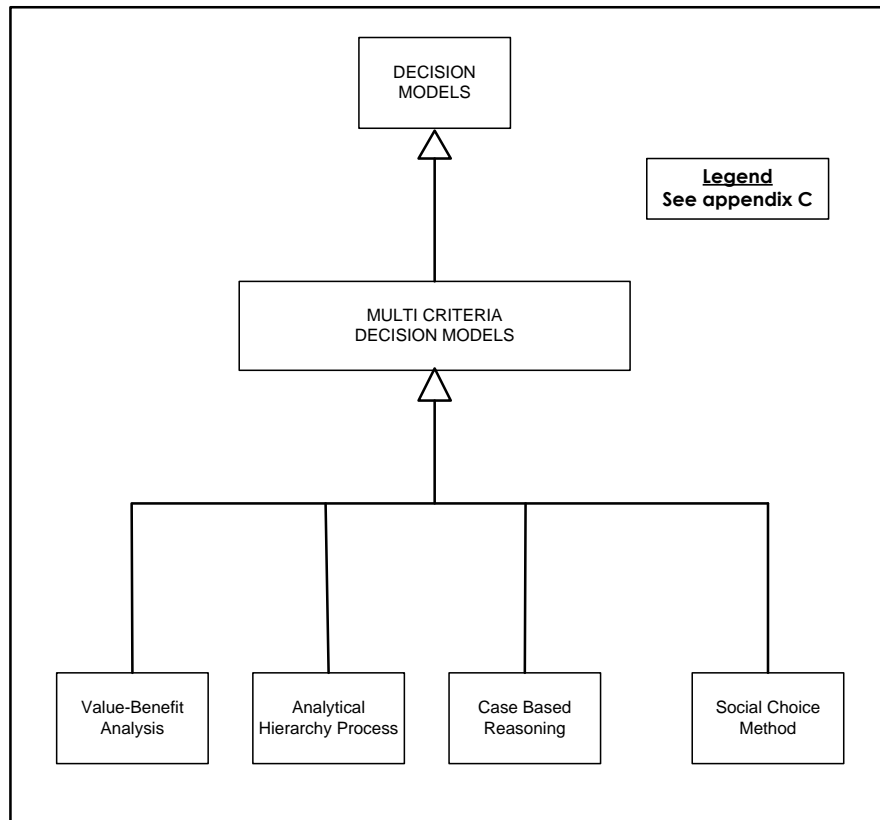 DECISION
MODELS
Legend
See appendix C
MULTI CRITERIA
DECISION MODELS
Value-Benefit
Analysis
Analytical
Hierarchy Process
Case Based
Reasoning
Social Choice
Method